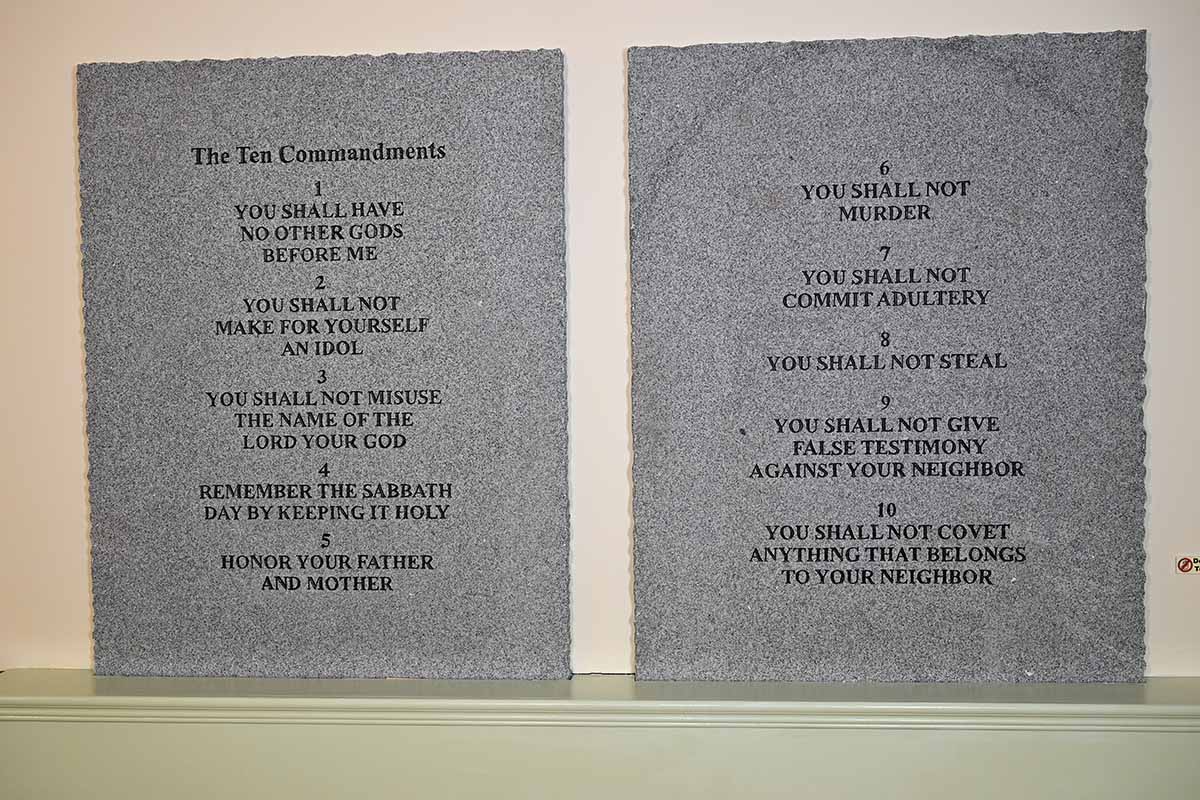 The Ten Commandments
1
YOU SHALL HAVE
NO OTHER GODS
BEFORE ME
2
YOU SHALL NOT
MAKE FOR YOURSELF
AN IDOL
3
YOU SHALL NOT MISUSE
THE NAME OF THE
LORD YOUR GOD
4
REMEMBER THE SABBATH
DAY BY KEEPING IT HOLY
5
HONOR YOUR FATHER
AND MOTHER
6
YOU SHALL NOT
MURDER
7
YOU SHALL NOT
COMMIT ADULTERY
8
YOU SHALL NOT STEAL
9
YOU SHALL NOT GIVE
FALSE TESTIMONY
AGAINST YOUR NEIGHBOR
10
YOU SHALL NOT COVET
ANYTHING THAT BELONGS
TO YOUR NEIGHBOR